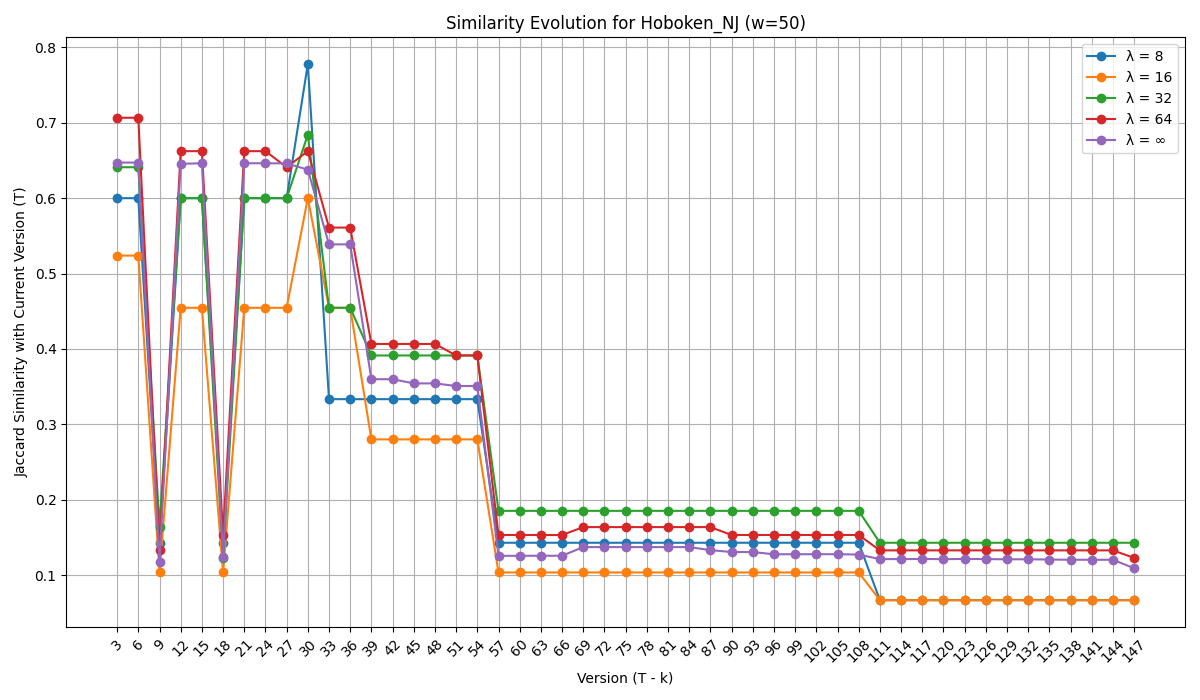 Similarity Evolution for Hoboken_NJ (w=50)
Jaccard Similarity with Current Version (T)
0.8
0.7
0.6
0.5
0.4
0.3
0.2
0.1
λ = 8
λ = 16
λ = 32
λ = 64
λ = ∞
3 6 9 12 15 18 21 24 27 30 33 36 39 42 45 48 51 54 57 60 63 66 69 72 75 78 81 84 87 90 93 96 99 102 105 108 111 114 117 120 123 126 129 132 135 138 141 144 147
Version (T - k)